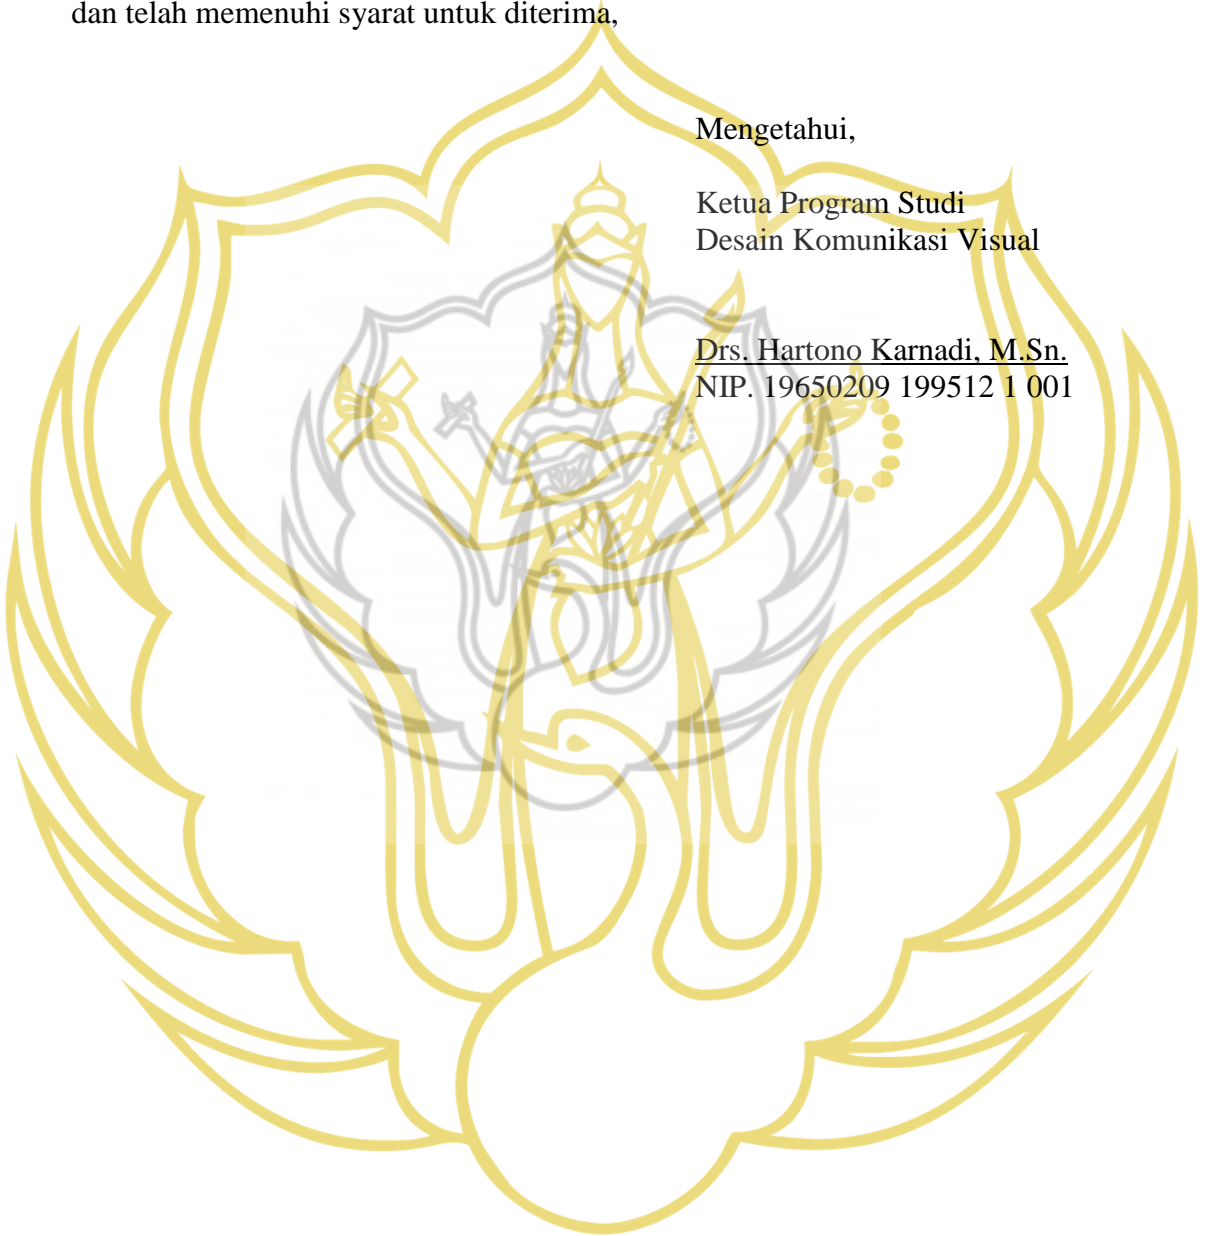 dan telah memenuhi syarat untuk diterima,
Mengetahui,
Ketua Program Studi
Desain Komunikasi Visual
Drs. Hartono Karnadi, M.Sn.
NIP. 19650209 199512 1 001